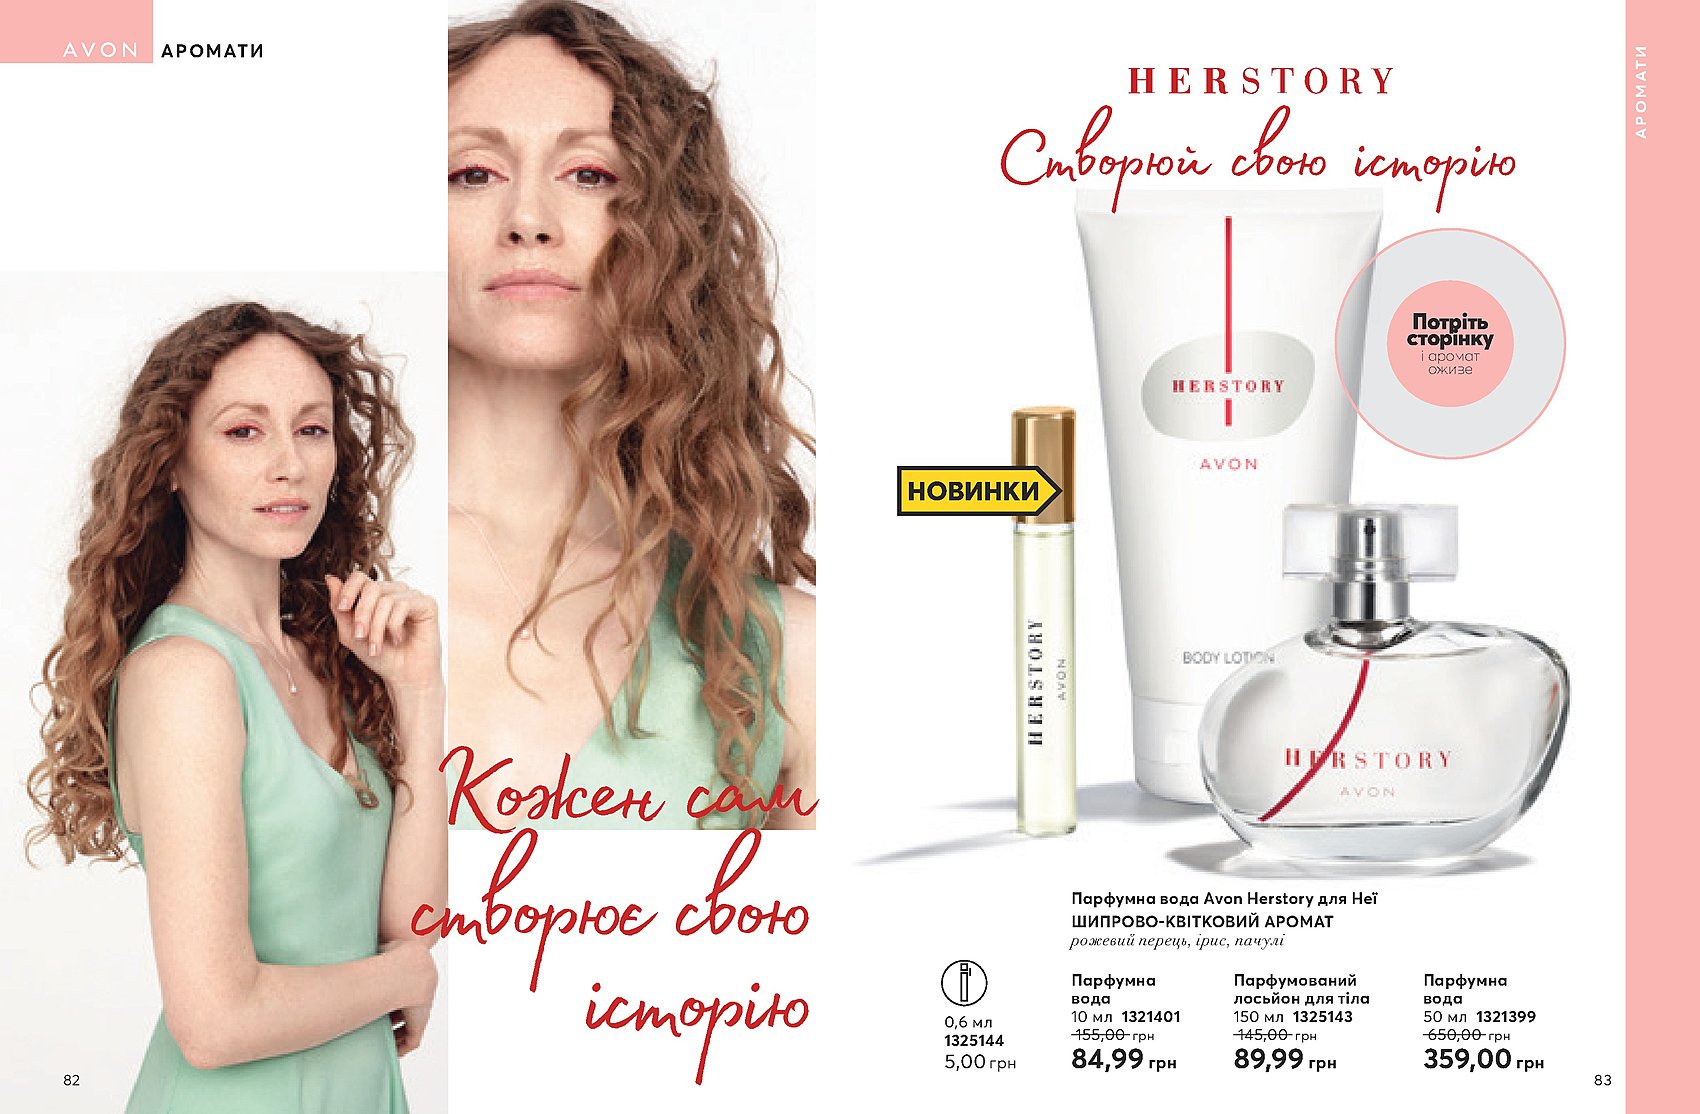 AVON АРОМАТИ
Кожен сам
створює свою
історію
82
HERSTORY
Створюй свою історію
АРОМАТИ
Потріть
сторінку
і аромат
оживе
НОВИНКИ
HERSTORY
AVON
BODY LOTION
HERSTORY
AVON
HERSTORY
AVON
Парфумна вода Avon Herstory для Неї
ШИПРОВО-КВІТКОВИЙ АРОМАТ
рожевий перець, ірис, пачулі
0,6 мл
1325144
5,00 грн
Парфумна
вода
10 мл 1321401
155,00 грн
84,99 грн
Парфумований
лосьйон для тіла
150 мл 1325143
145,00 грн
89,99 грн
Парфумна
вода
50 мл 1321399
650,00 грн
359,00 грн
83